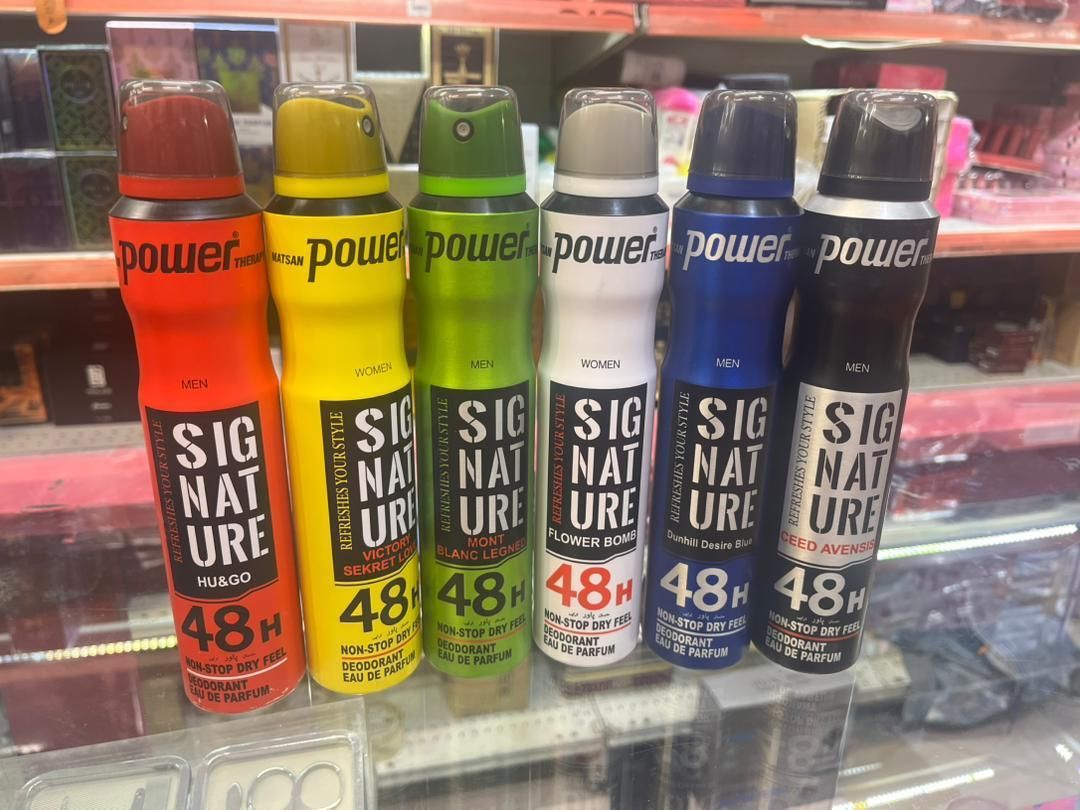 power THERAP
MEN
REFRESHES YOUR STYLE
SIG
NAT
URE
HU&GO
48H
NON-STOP DRY FEEL
DEODORANT
EAU DE PARFUM
MATSAN power
WOMEN
REFRESHES YOUR STYLE
SIG
NAT
URE
VICTORY
SEKRET LOV
48H
NON-STOP DRY FEEL
DEODORANT
EAU DE PARFUM
power
MEN
REFRESHES YOUR STYLE
SIG
NAT
URE
MONT
BLANC LEGNED
48H
NON-STOP DRY FEEL
DEODORANT
EAU DE PARFUM
SAN power THERA
WOMEN
REFRESHES YOUR STYLE
SIG
NAT
URE
FLOWER BOMB
48H
NON-STOP DRY FEEL
DEODORANT
EAU DE PARFUM
SAN power THE
MEN
REFRESHES YOUR STYLE
SIG
NAT
URE
Dunhill Desire Blue
48H
NON-STOP DRY FEEL
DEODORANT
EAU DE PARFUM
power THE
MEN
REFRESHES YOUR STYLE
SIG
NAT
URE
CEED AVENSIS
48H
NON-STOP DRY FEEL
DEODORANT
EAU DE PARFUM